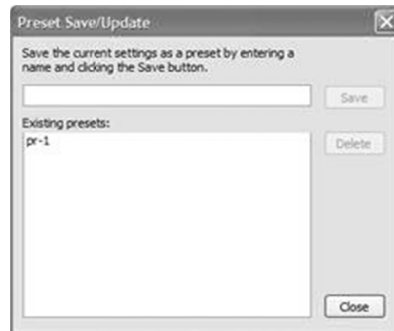 Preset Save/Update
Save the current settings as a preset by entering a
name and clicking the Save button.
Save
Existing presets:
pr-1
Delete
Close